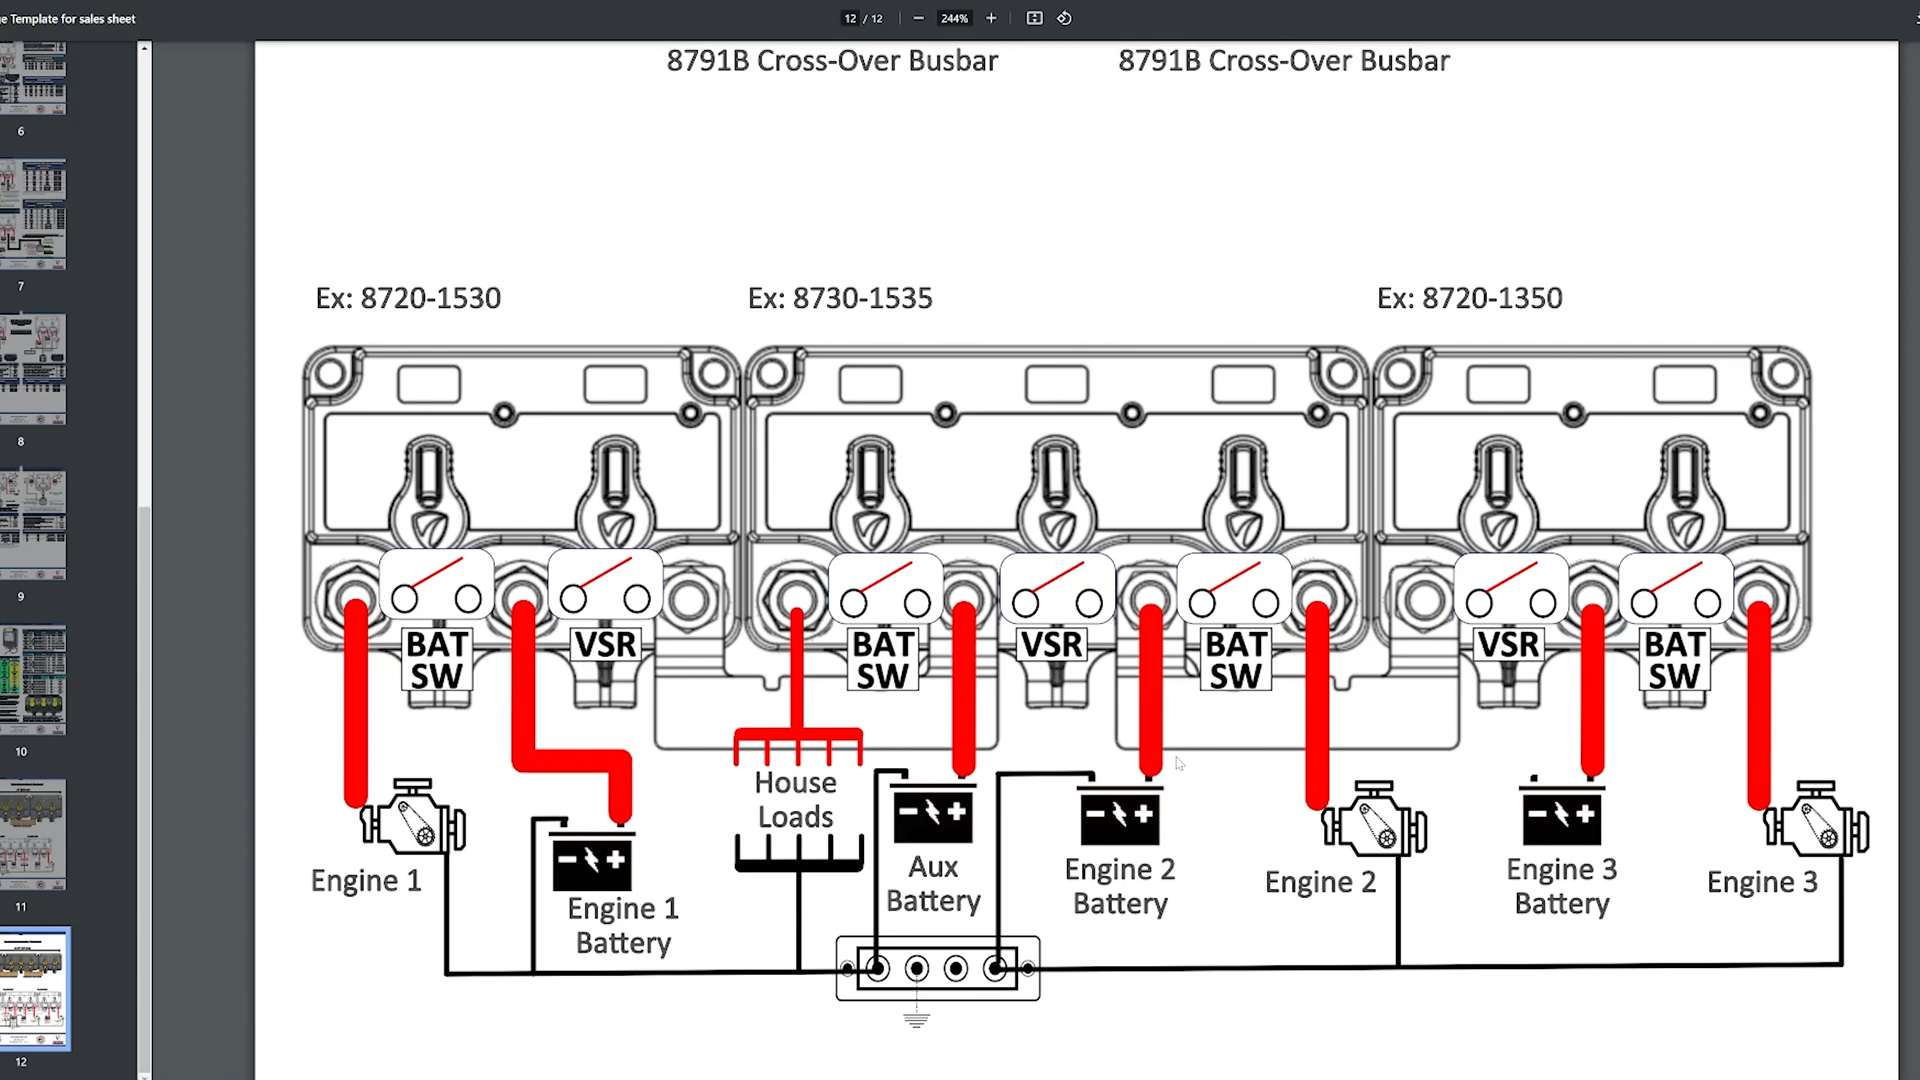 ge Template for sales sheet
12 / 12
244%
6
7
8
9
10
11
12
8791B Cross-Over Busbar
8791B Cross-Over Busbar
Ex: 8720-1530
Ex: 8730-1535
Ex: 8720-1350
BAT
SW
VSR
BAT
SW
VSR
BAT
SW
VSR
BAT
SW
House
Loads
Engine 1
Engine 1
Battery
Aux
Battery
Engine 2
Battery
Engine 2
Engine 3
Battery
Engine 3